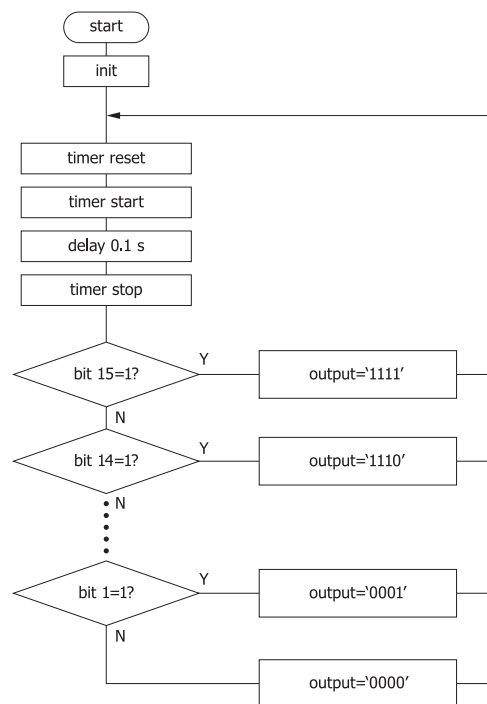 start
init
timer reset
timer start
delay 0.1 s
timer stop
bit 15=1?
Y
output=‘1111’
N
bit 14=1?
Y
output=‘1110’
N
bit 1=1?
Y
output=‘0001’
N
output=‘0000’